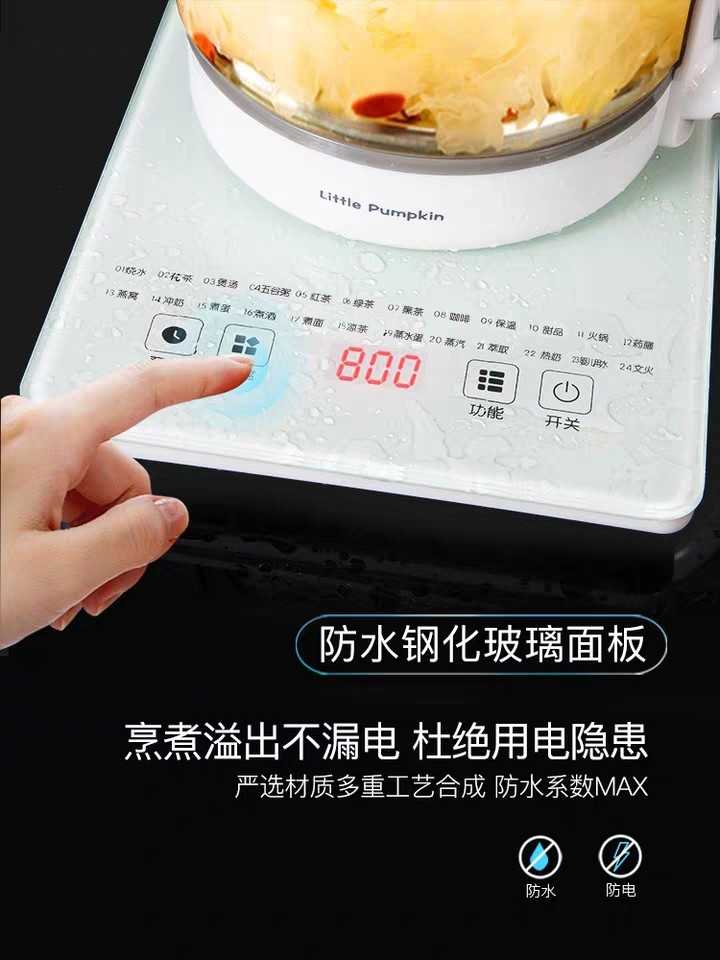 Little Pumpkin
01烧水 02花茶 03煲汤 04五谷粥 05红茶 06绿茶 07黑茶 08咖啡 09保温 10甜品 11火锅 12药膳
13燕窝 14冲奶 15煮蛋 16煮酒 17煮面 18凉茶 19蒸水蛋 20蒸汽 21萃取 22热奶 24文火
800
功能
开关
防水钢化玻璃面板
烹煮溢出不漏电 杜绝用电隐患
严选材质多重工艺合成 防水系数MAX
防水
防电